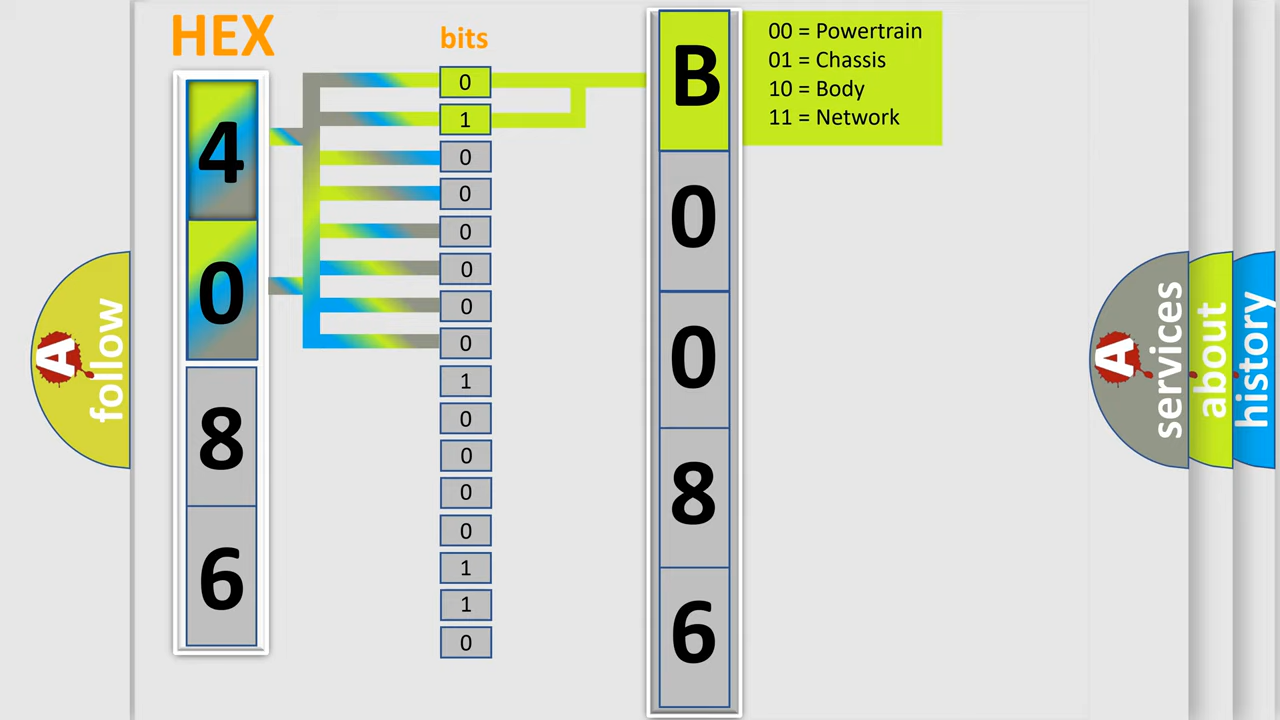 HEX
bits
4
0
8
6
0
1
0
0
0
0
0
0
1
0
0
0
0
1
1
0
B
0
0
8
6
00 = Powertrain
01 = Chassis
10 = Body
11 = Network
A
follow
A
services
about
history